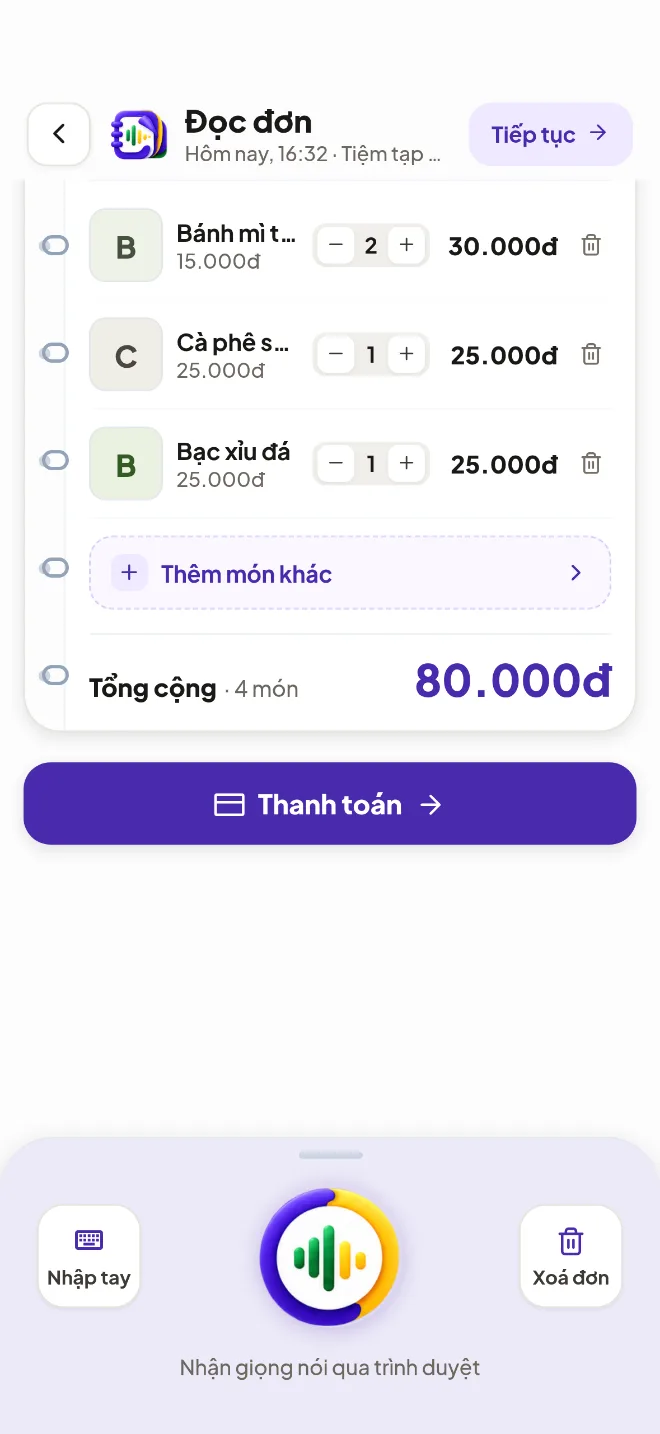 Đọc đơn
Hôm nay, 16:32 · Tiệm tạp ...
Tiếp tục
B
Bánh mì t...
15.000đ
2
30.000đ
C
Cà phê s...
25.000đ
1
25.000đ
B
Bạc xỉu đá
25.000đ
1
25.000đ
Thêm món khác
Tổng cộng · 4 món
80.000đ
Thanh toán
Nhập tay
Xoá đơn
Nhận giọng nói qua trình duyệt